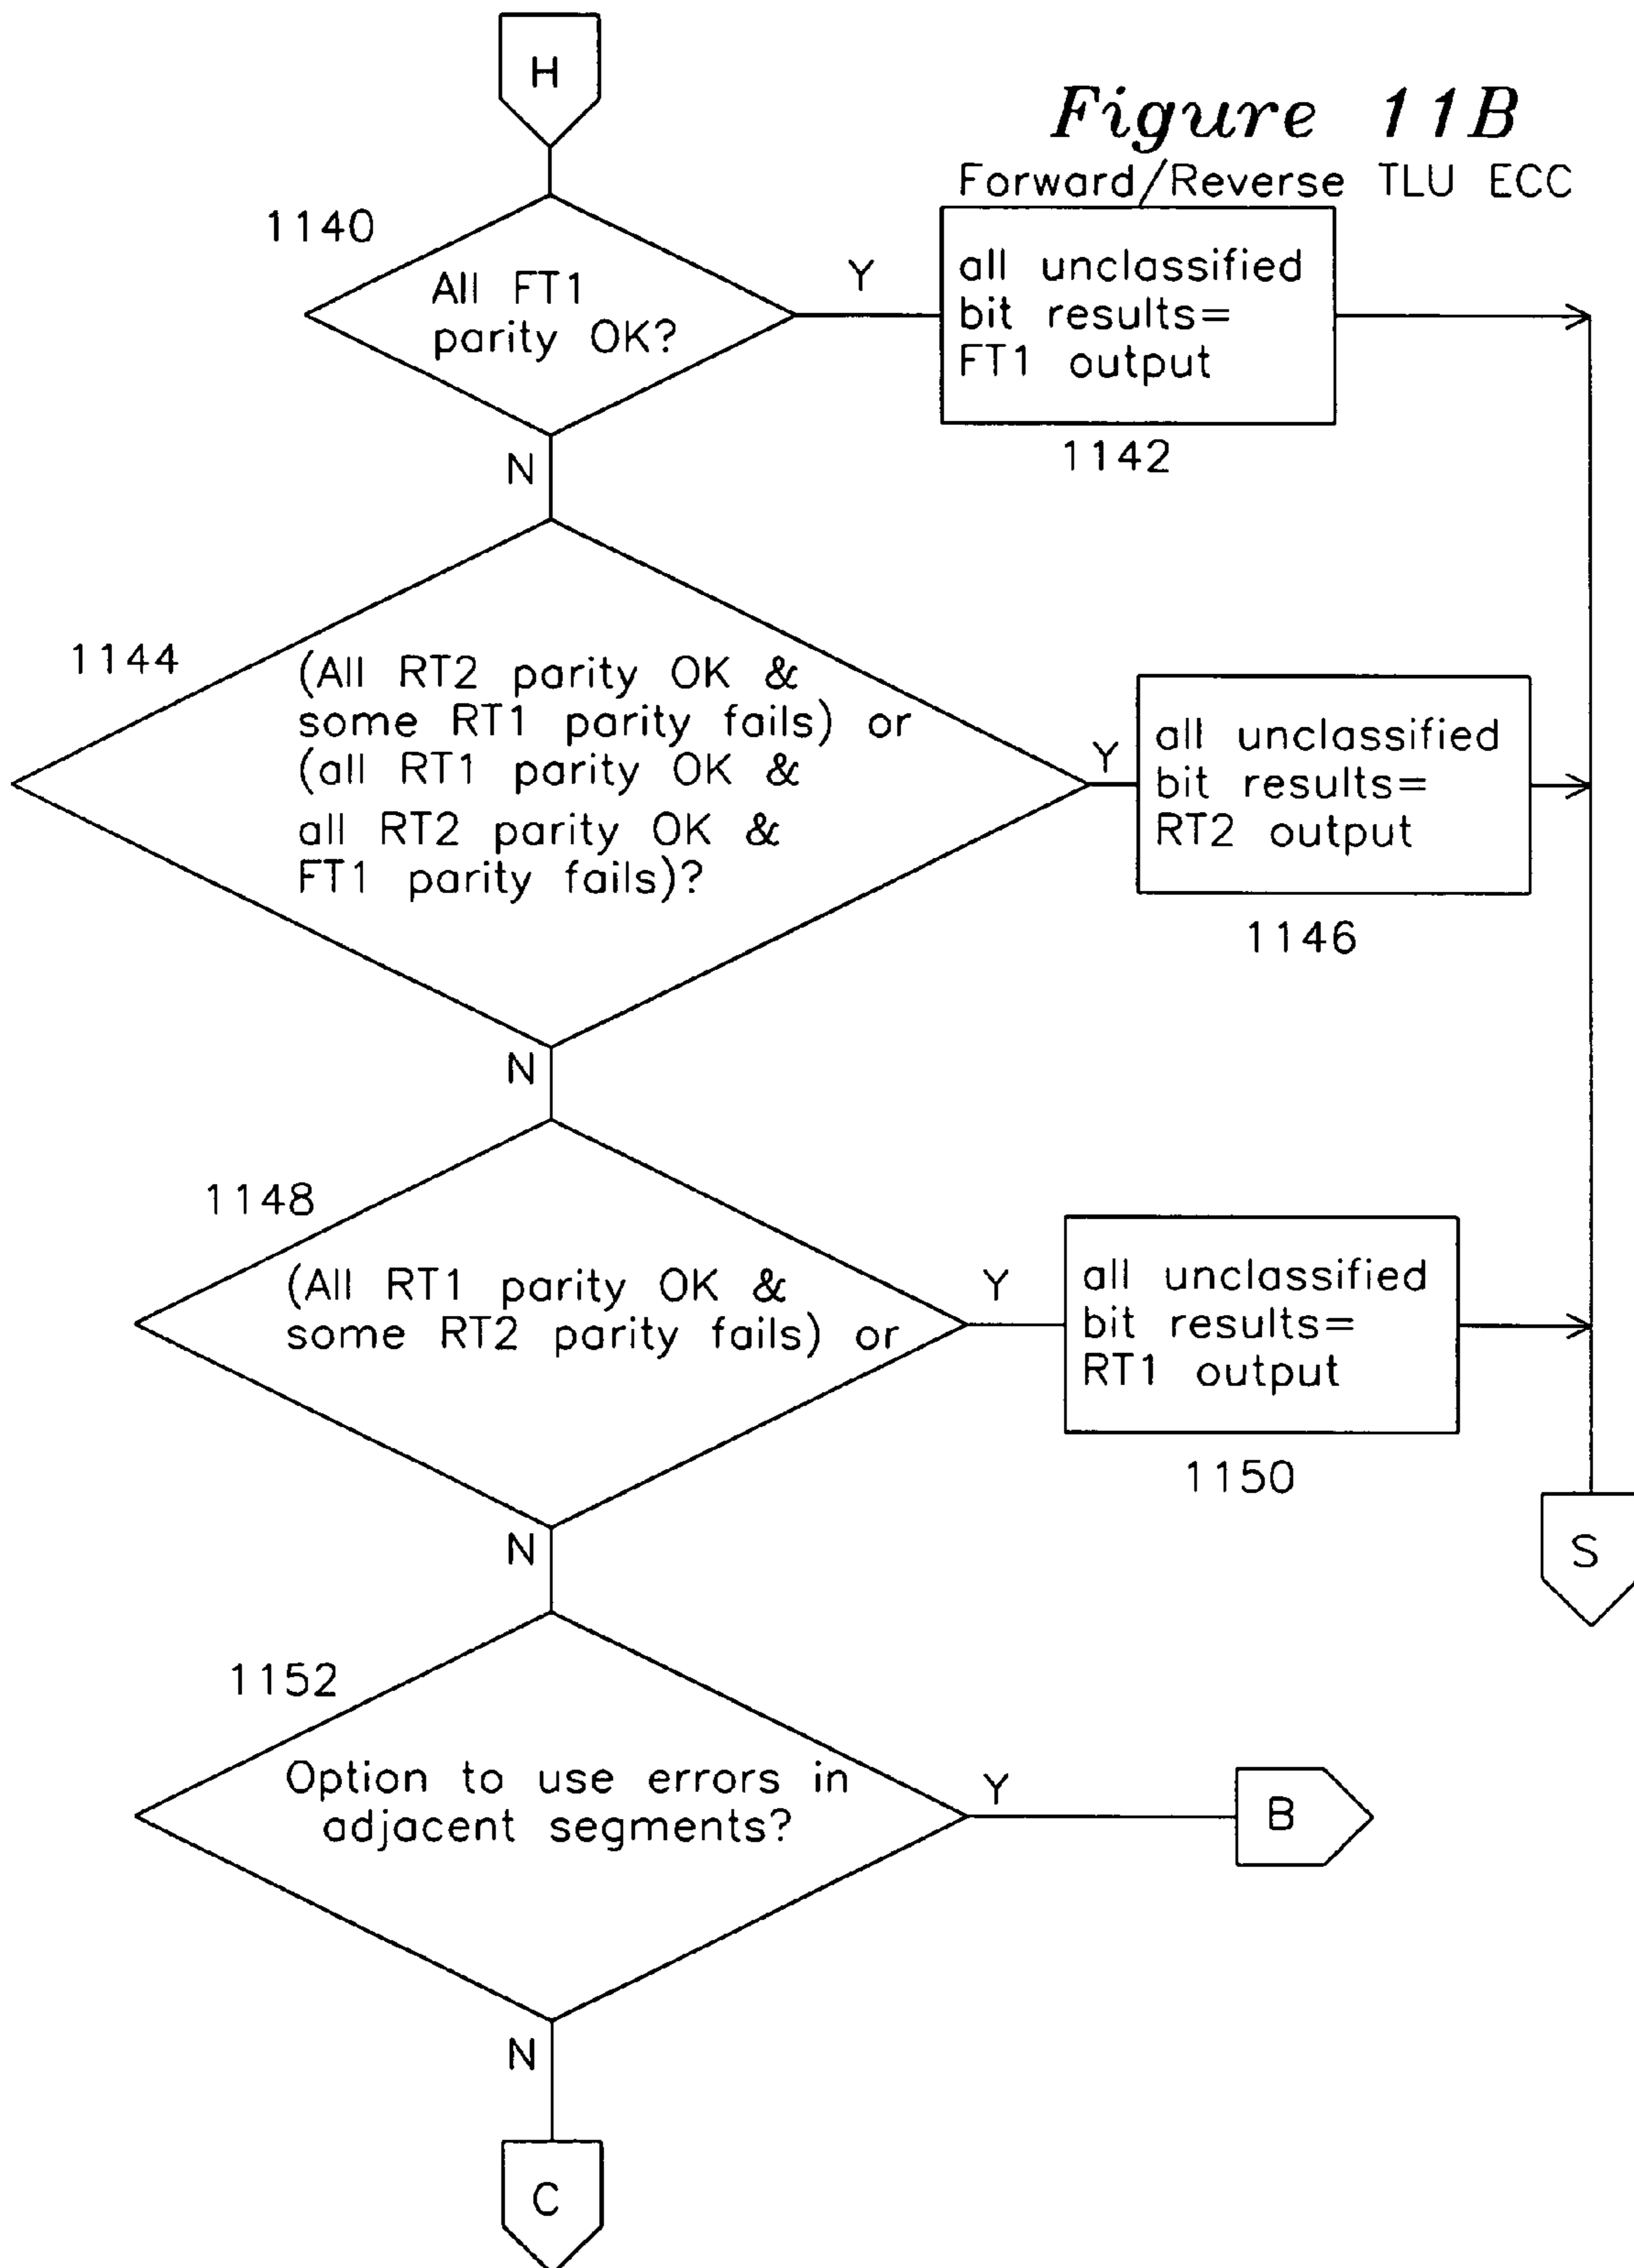 H
Figure 11B
Forward/Reverse TLU ECC
1140
All FT1
parity OK?
Y
all unclassified
bit results=
FT1 output
1142
N
1144
(All RT2 parity OK &
some RT1 parity fails) or
(all RT1 parity OK &
all RT2 parity OK &
FT1 parity fails)?
Y
all unclassified
bit results=
RT2 output
1146
N
1148
(All RT1 parity OK &
some RT2 parity fails) or
Y
all unclassified
bit results=
RT1 output
1150
N
S
1152
Option to use errors in
adjacent segments?
Y
B
N
C